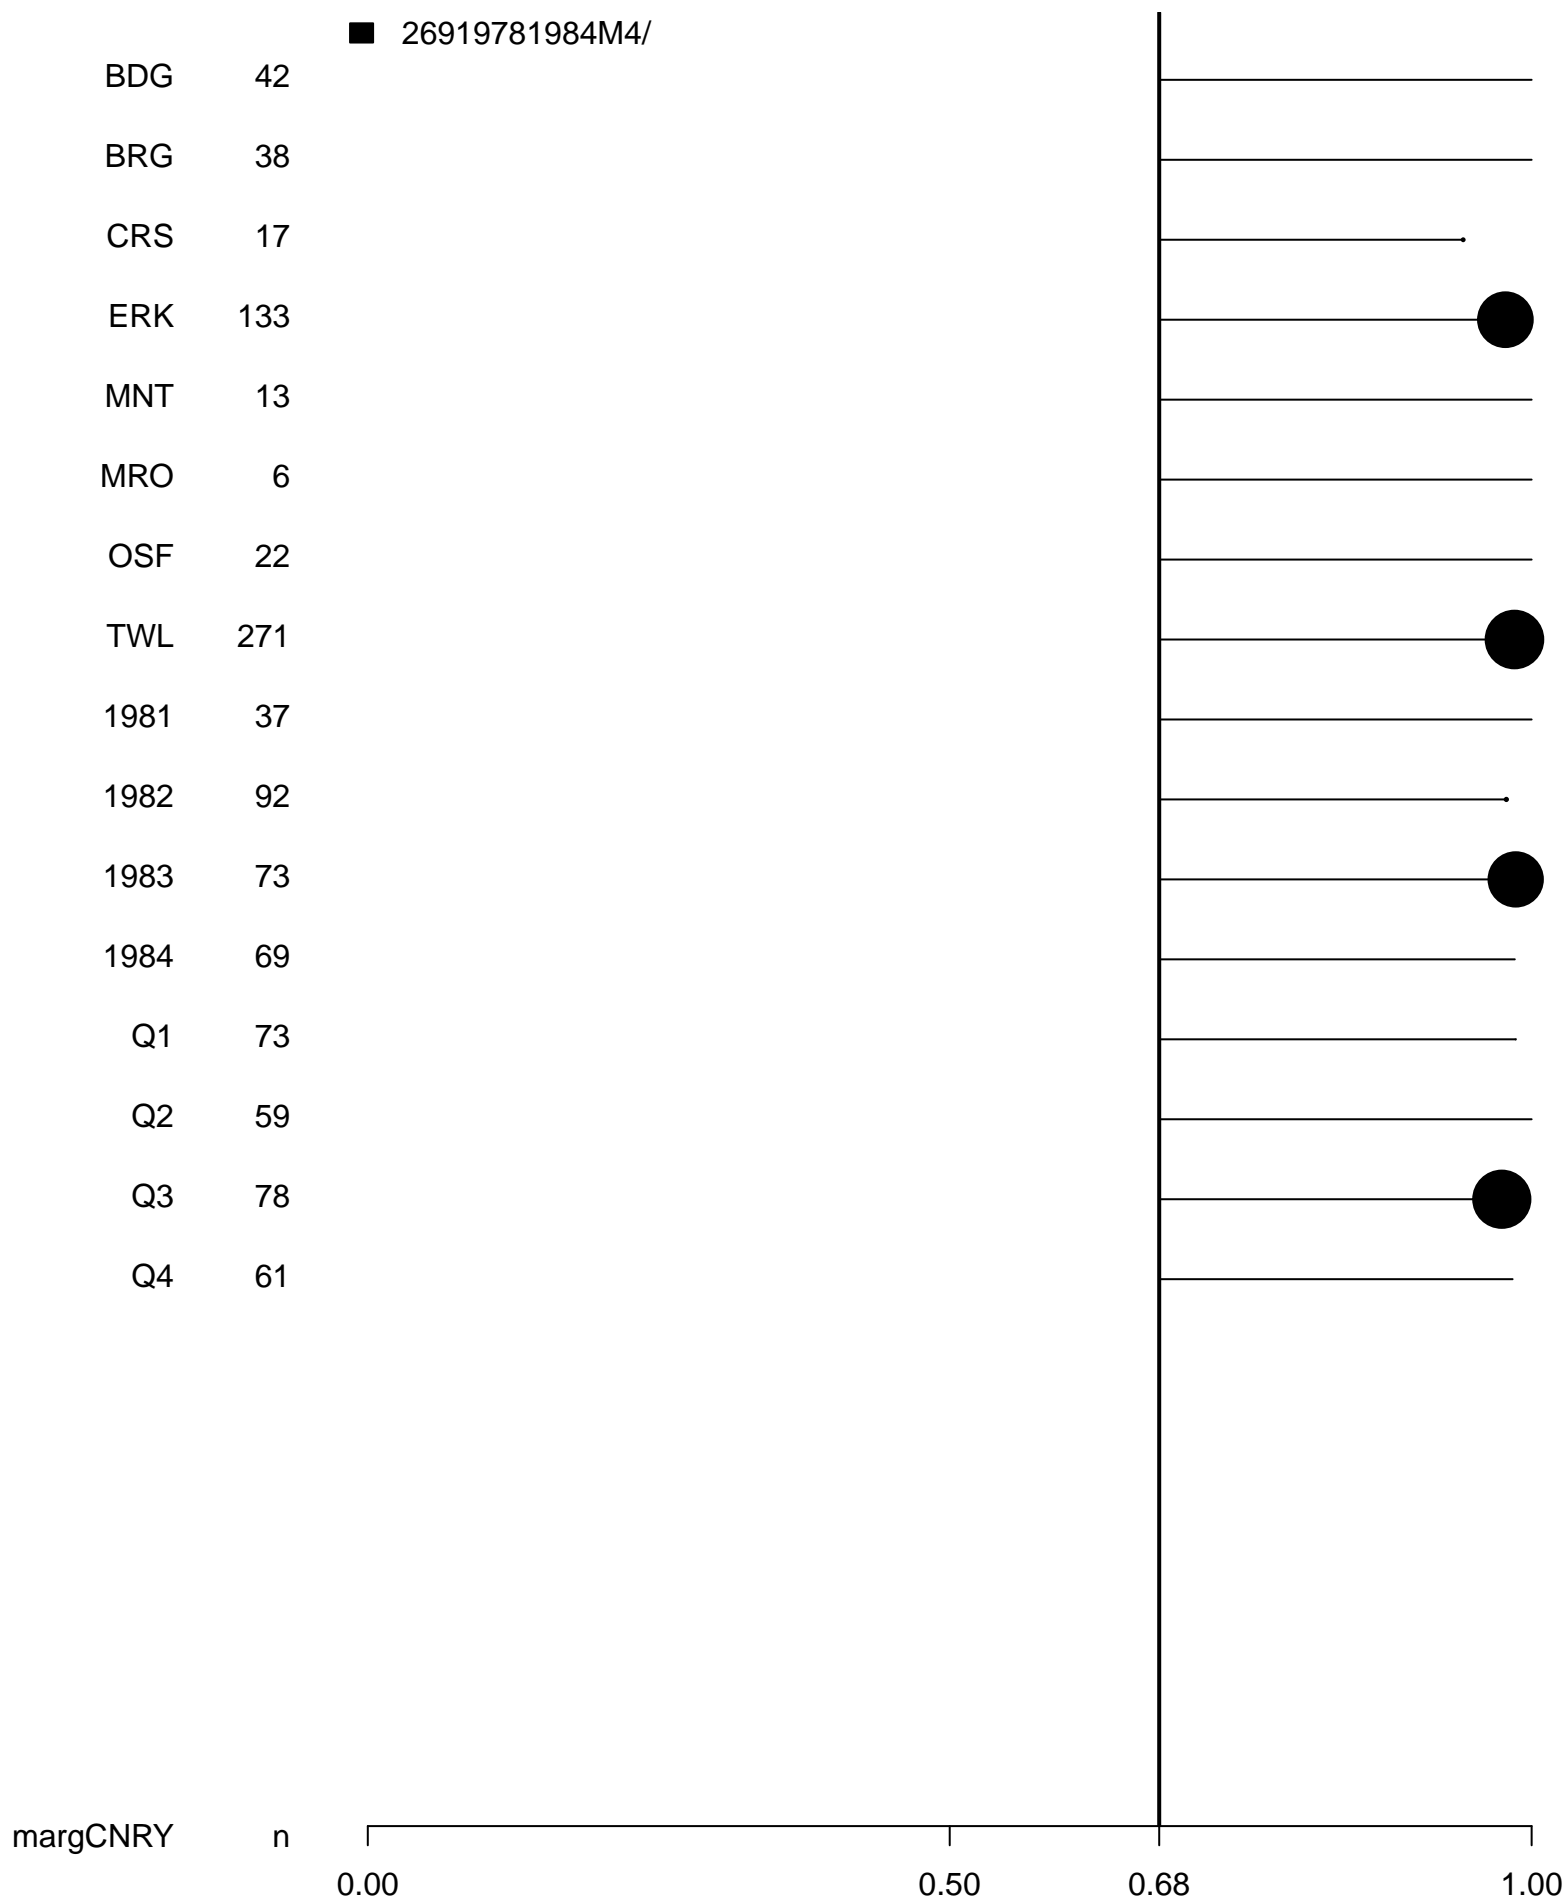 26919781984M4/
BDG 42
BRG 38
CRS 17
ERK 133
MNT 13
MRO 6
OSF 22
TWL 271
1981 37
1982 92
1983 73
1984 69
Q1 73
Q2 59
Q3 78
Q4 61
margCNRY n
0.00 0.50 0.68 1.00